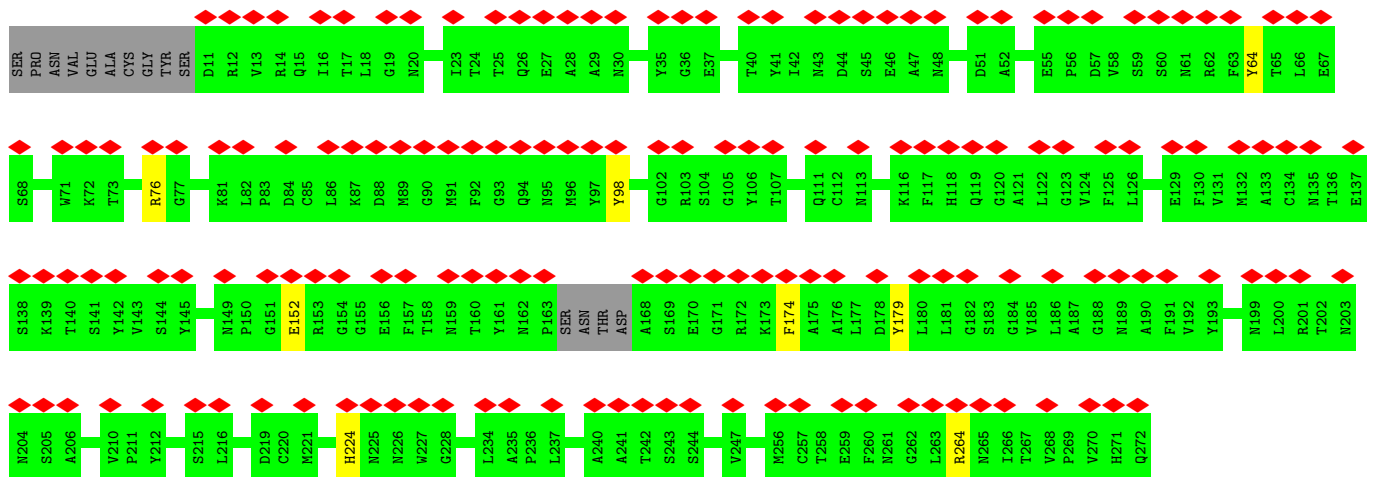 SER PRO ASN VAL GLU ALA CYS GLY TYR SER D11 R12 V13 R14 Q15 I16 T17 L18 G19 N20 I23 T24 T25 Q26 E27 A28 A29 N30 Y35 G36 E37 T40 Y41 I42 N43 D44 S45 E46 A47 N48 D51 A52 E55 P56 D57 V58 S59 S60 N61 R62 F63 Y64 T65 L66 E67
S68 W71 K72 T73 R76 G77 K81 L82 P83 D84 C85 L86 K87 D88 M89 G90 M91 F92 G93 Q94 N95 M96 Y97 Y98 G102 R103 S104 G105 Y106 T107 Q111 C112 N113 K116 F117 H118 Q119 G120 A121 L122 G123 V124 F125 L126 E129 F130 V131 M132 A133 C134 N135 T136 E137
S138 K139 T140 S141 Y142 V143 S144 Y145 N149 P150 G151 E152 R153 G154 G155 E156 F157 T158 N159 T160 Y161 N162 P163 SER ASN THR ASP A168 S169 E170 G171 R172 K173 F174 A175 A176 L177 D178 Y179 L180 L181 G182 S183 G184 V185 L186 A187 G188 N189 A190 F191 V192 Y193 N199 L200 R201 T202 N203
N204 S205 A206 V210 P211 Y212 S215 L216 D219 C220 M221 H224 N225 N226 W227 G228 L234 A235 P236 L237 A240 A241 T242 S243 S244 V247 M256 C257 T258 E259 F260 N261 G262 L263 R264 N265 I266 T267 V268 P269 V270 H271 Q272